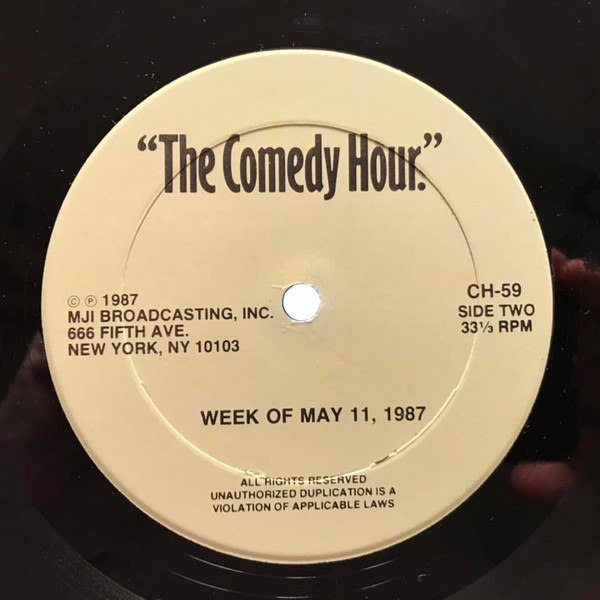 “The Comedy Hour.”
© ℗ 1987
MJI BROADCASTING, INC.
666 FIFTH AVE.
NEW YORK, NY 10103
CH-59
SIDE TWO
33⅓ RPM
WEEK OF MAY 11, 1987
ALL RIGHTS RESERVED
UNAUTHORIZED DUPLICATION IS A
VIOLATION OF APPLICABLE LAWS